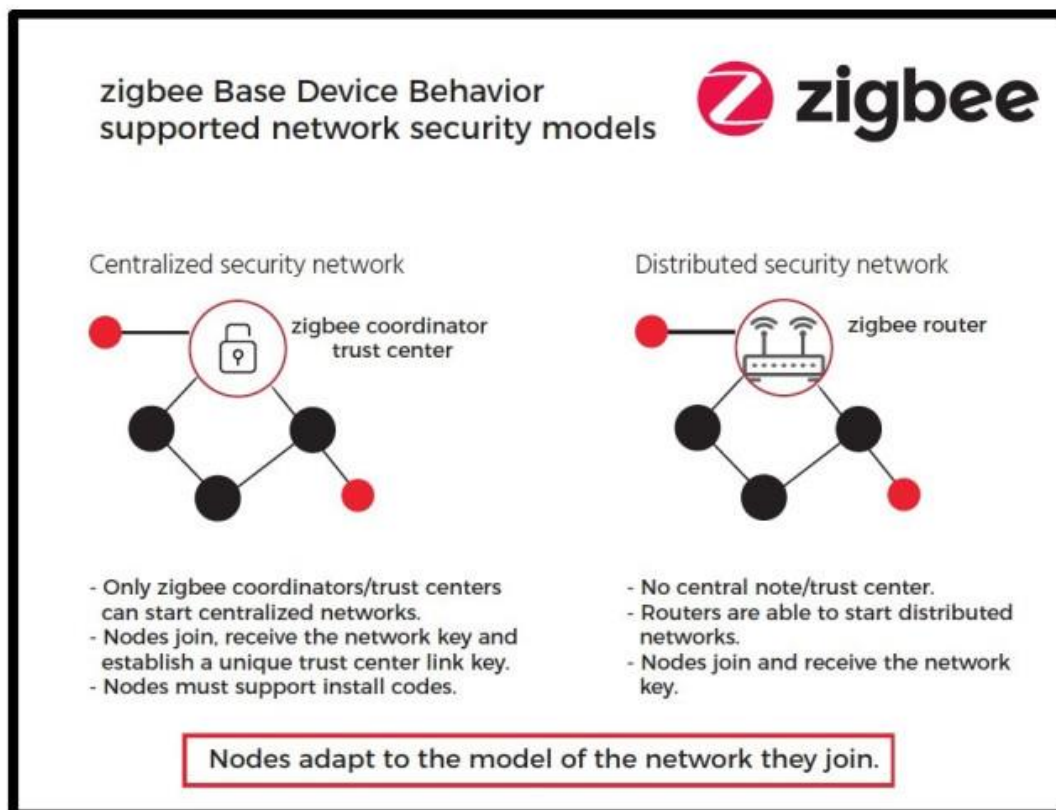 zigbee Base Device Behavior
supported network security models
zigbee
Centralized security network
zigbee coordinator
trust center
- Only zigbee coordinators/trust centers
can start centralized networks.
- Nodes join, receive the network key and
establish a unique trust center link key.
- Nodes must support install codes.
Distributed security network
zigbee router
- No central note/trust center.
- Routers are able to start distributed
networks.
- Nodes join and receive the network
key.
Nodes adapt to the model of the network they join.